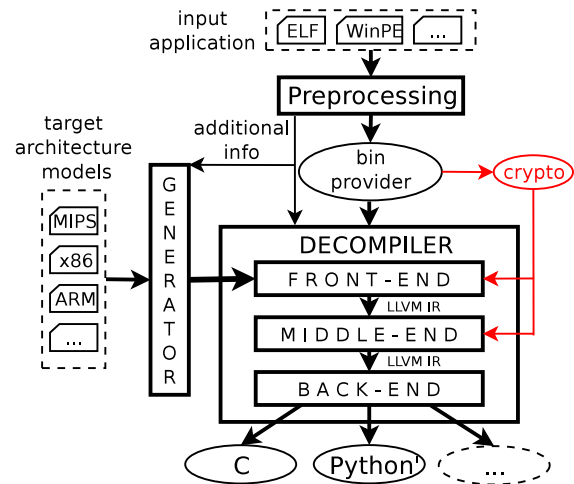 input
application
ELF
WinPE
...
Preprocessing
target
architecture
models
additional
info
bin
provider
crypto
MIPS
x86
ARM
...
GENERATOR
DECOMPILER
FRONT-END
LLVM IR
MIDDLE-END
LLVM IR
BACK-END
C
Python'
...